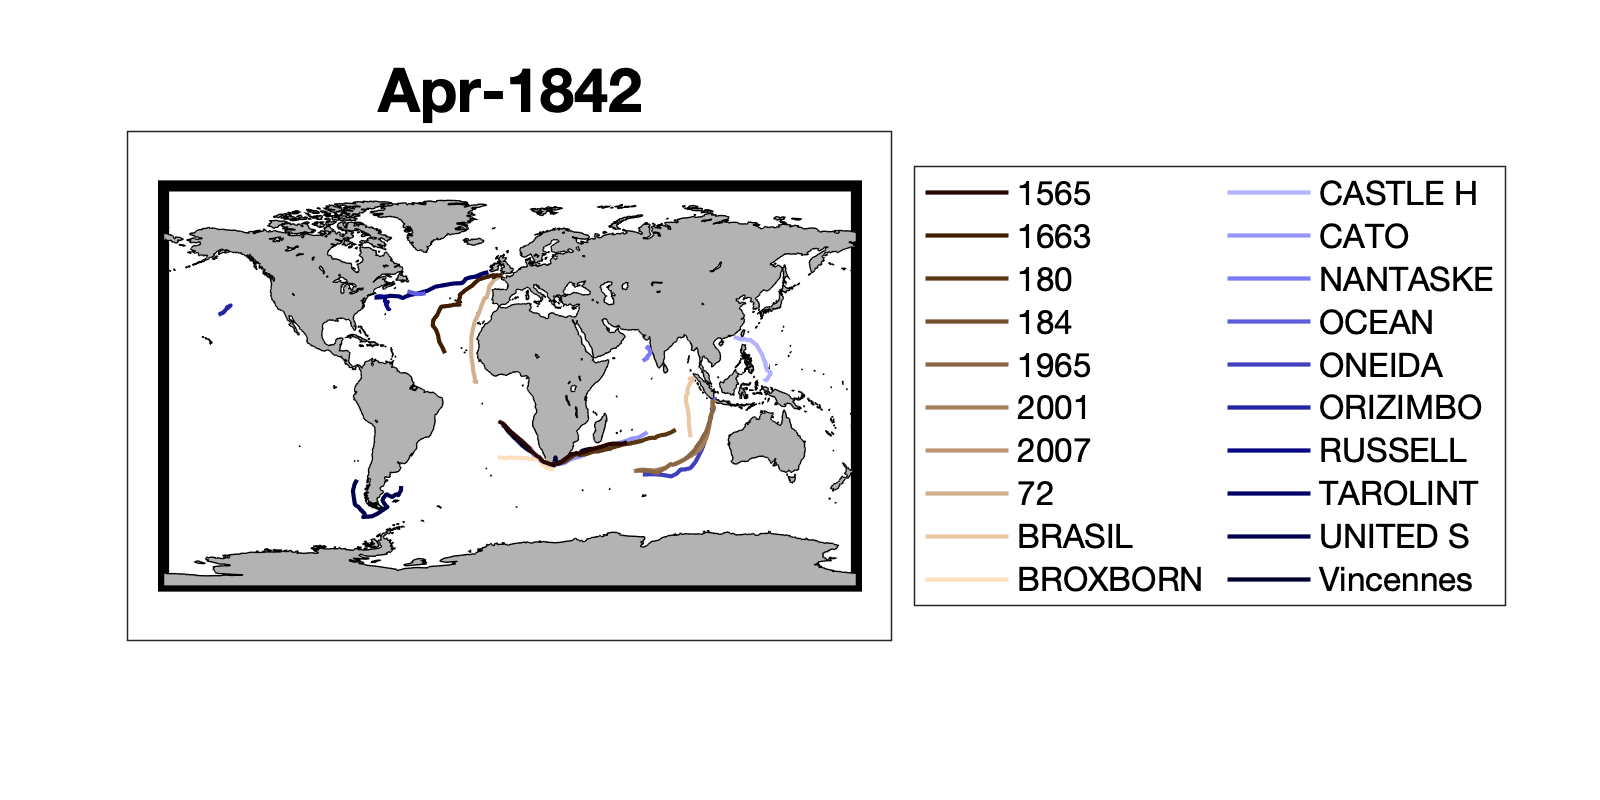 Apr-1842
1565
1663
180
184
1965
2001
2007
72
BRASIL
BROXBORN
CASTLE H
CATO
NANTASKE
OCEAN
ONEIDA
ORIZIMBO
RUSSELL
TAROLINT
UNITED S
Vincennes